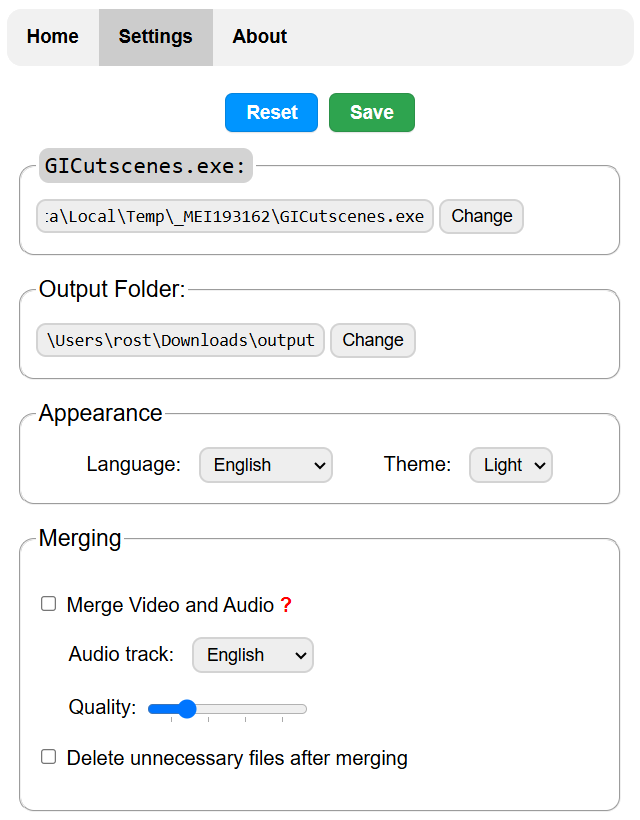 Home Settings About
Reset Save
GICutscenes.exe:
a\Local\Temp\_MEI193162\GICutscenes.exe Change
Output Folder:
\Users\rost\Downloads\output Change
Appearance
Language: English Theme: Light
Merging
Merge Video and Audio ?
Audio track: English
Quality:
Delete unnecessary files after merging